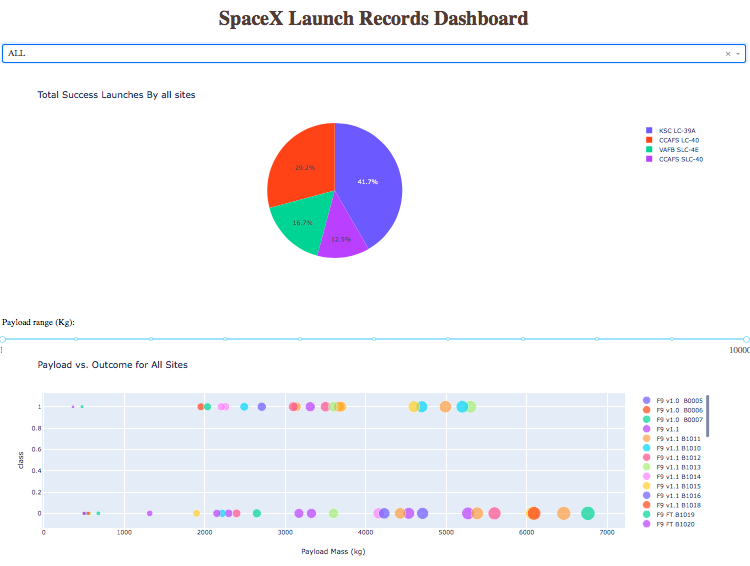 SpaceX Launch Records Dashboard
ALL
Total Success Launches By all sites
KSC LC-39A
CCAFS LC-40
VAFB SLC-4E
CCAFS SLC-40
29.2%
41.7%
16.7%
12.5%
Payload range (Kg):
10000
Payload vs. Outcome for All Sites
1
0.8
0.6
0.4
0.2
0
class
0
1000
2000
3000
4000
5000
6000
7000
Payload Mass (kg)
F9 v1.0 B0005
F9 v1.0 B0006
F9 v1.0 B0007
F9 v1.1
F9 v1.1 B1011
F9 v1.1 B1010
F9 v1.1 B1012
F9 v1.1 B1013
F9 v1.1 B1015
F9 v1.1 B1016
F9 v1.1 B1018
F9 FT B1019
F9 FT B1020